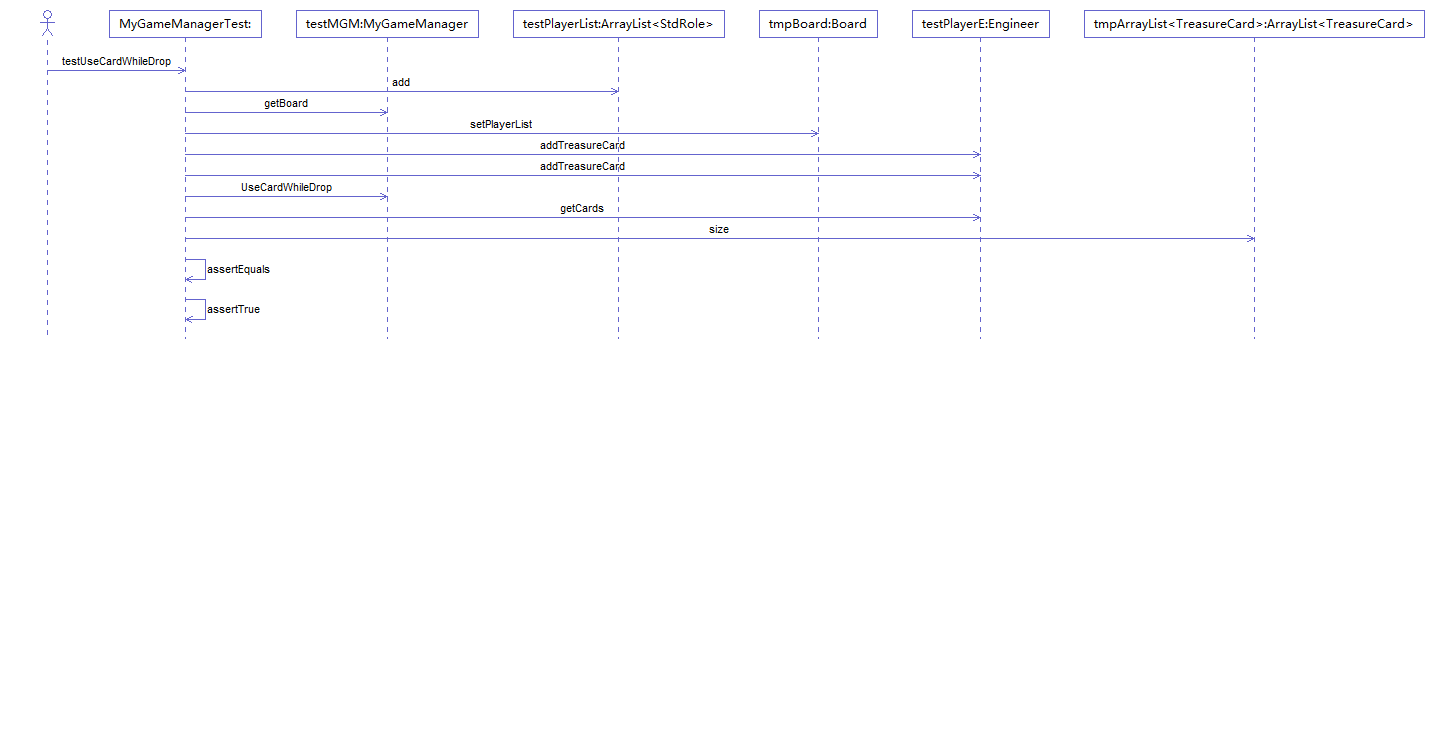 MyGameManagerTest:
testMGM:MyGameManager
testPlayerList:ArrayList<StdRole>
tmpBoard:Board
testPlayerE:Engineer
tmpArrayList<TreasureCard>:ArrayList<TreasureCard>
testUseCardWhileDrop
add
getBoard
setPlayerList
addTreasureCard
addTreasureCard
UseCardWhileDrop
getCards
size
assertEquals
assertTrue